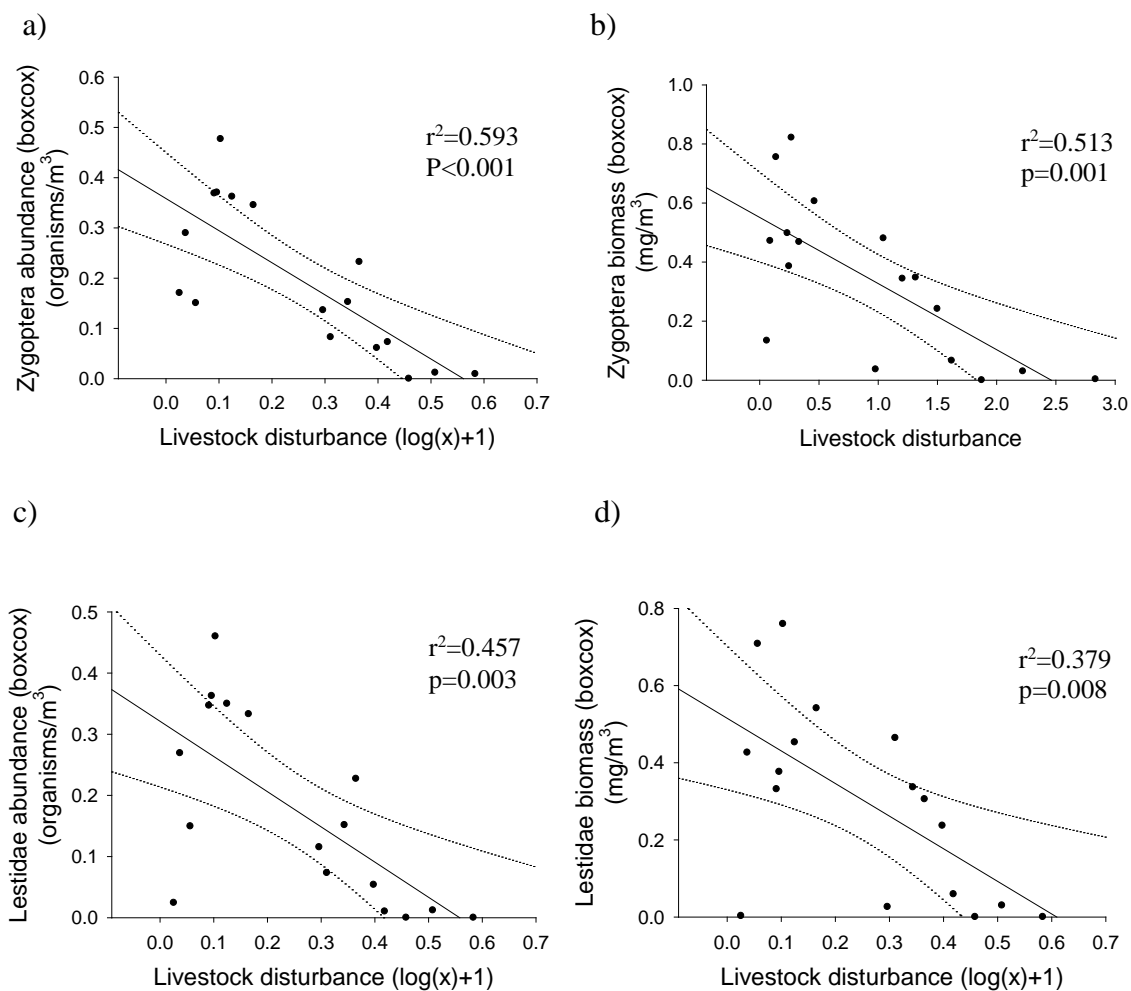 a)
Zygoptera abundance (boxcox)
(organisms/m³)
0.6
0.5
0.4
0.3
0.2
0.1
0.0
r²=0.593
P<0.001
0.0 0.1 0.2 0.3 0.4 0.5 0.6 0.7
Livestock disturbance (log(x)+1)
b)
Zygoptera biomass (boxcox)
(mg/m³)
1.0
0.8
0.6
0.4
0.2
0.0
r²=0.513
p=0.001
0.0 0.5 1.0 1.5 2.0 2.5 3.0
Livestock disturbance
c)
Lestidae abundance (boxcox)
(organisms/m³)
0.5
0.4
0.3
0.2
0.1
0.0
r²=0.457
p=0.003
0.0 0.1 0.2 0.3 0.4 0.5 0.6 0.7
Livestock disturbance (log(x)+1)
d)
Lestidae biomass (boxcox)
(mg/m³)
0.8
0.6
0.4
0.2
0.0
r²=0.379
p=0.008
0.0 0.1 0.2 0.3 0.4 0.5 0.6 0.7
Livestock disturbance (log(x)+1)